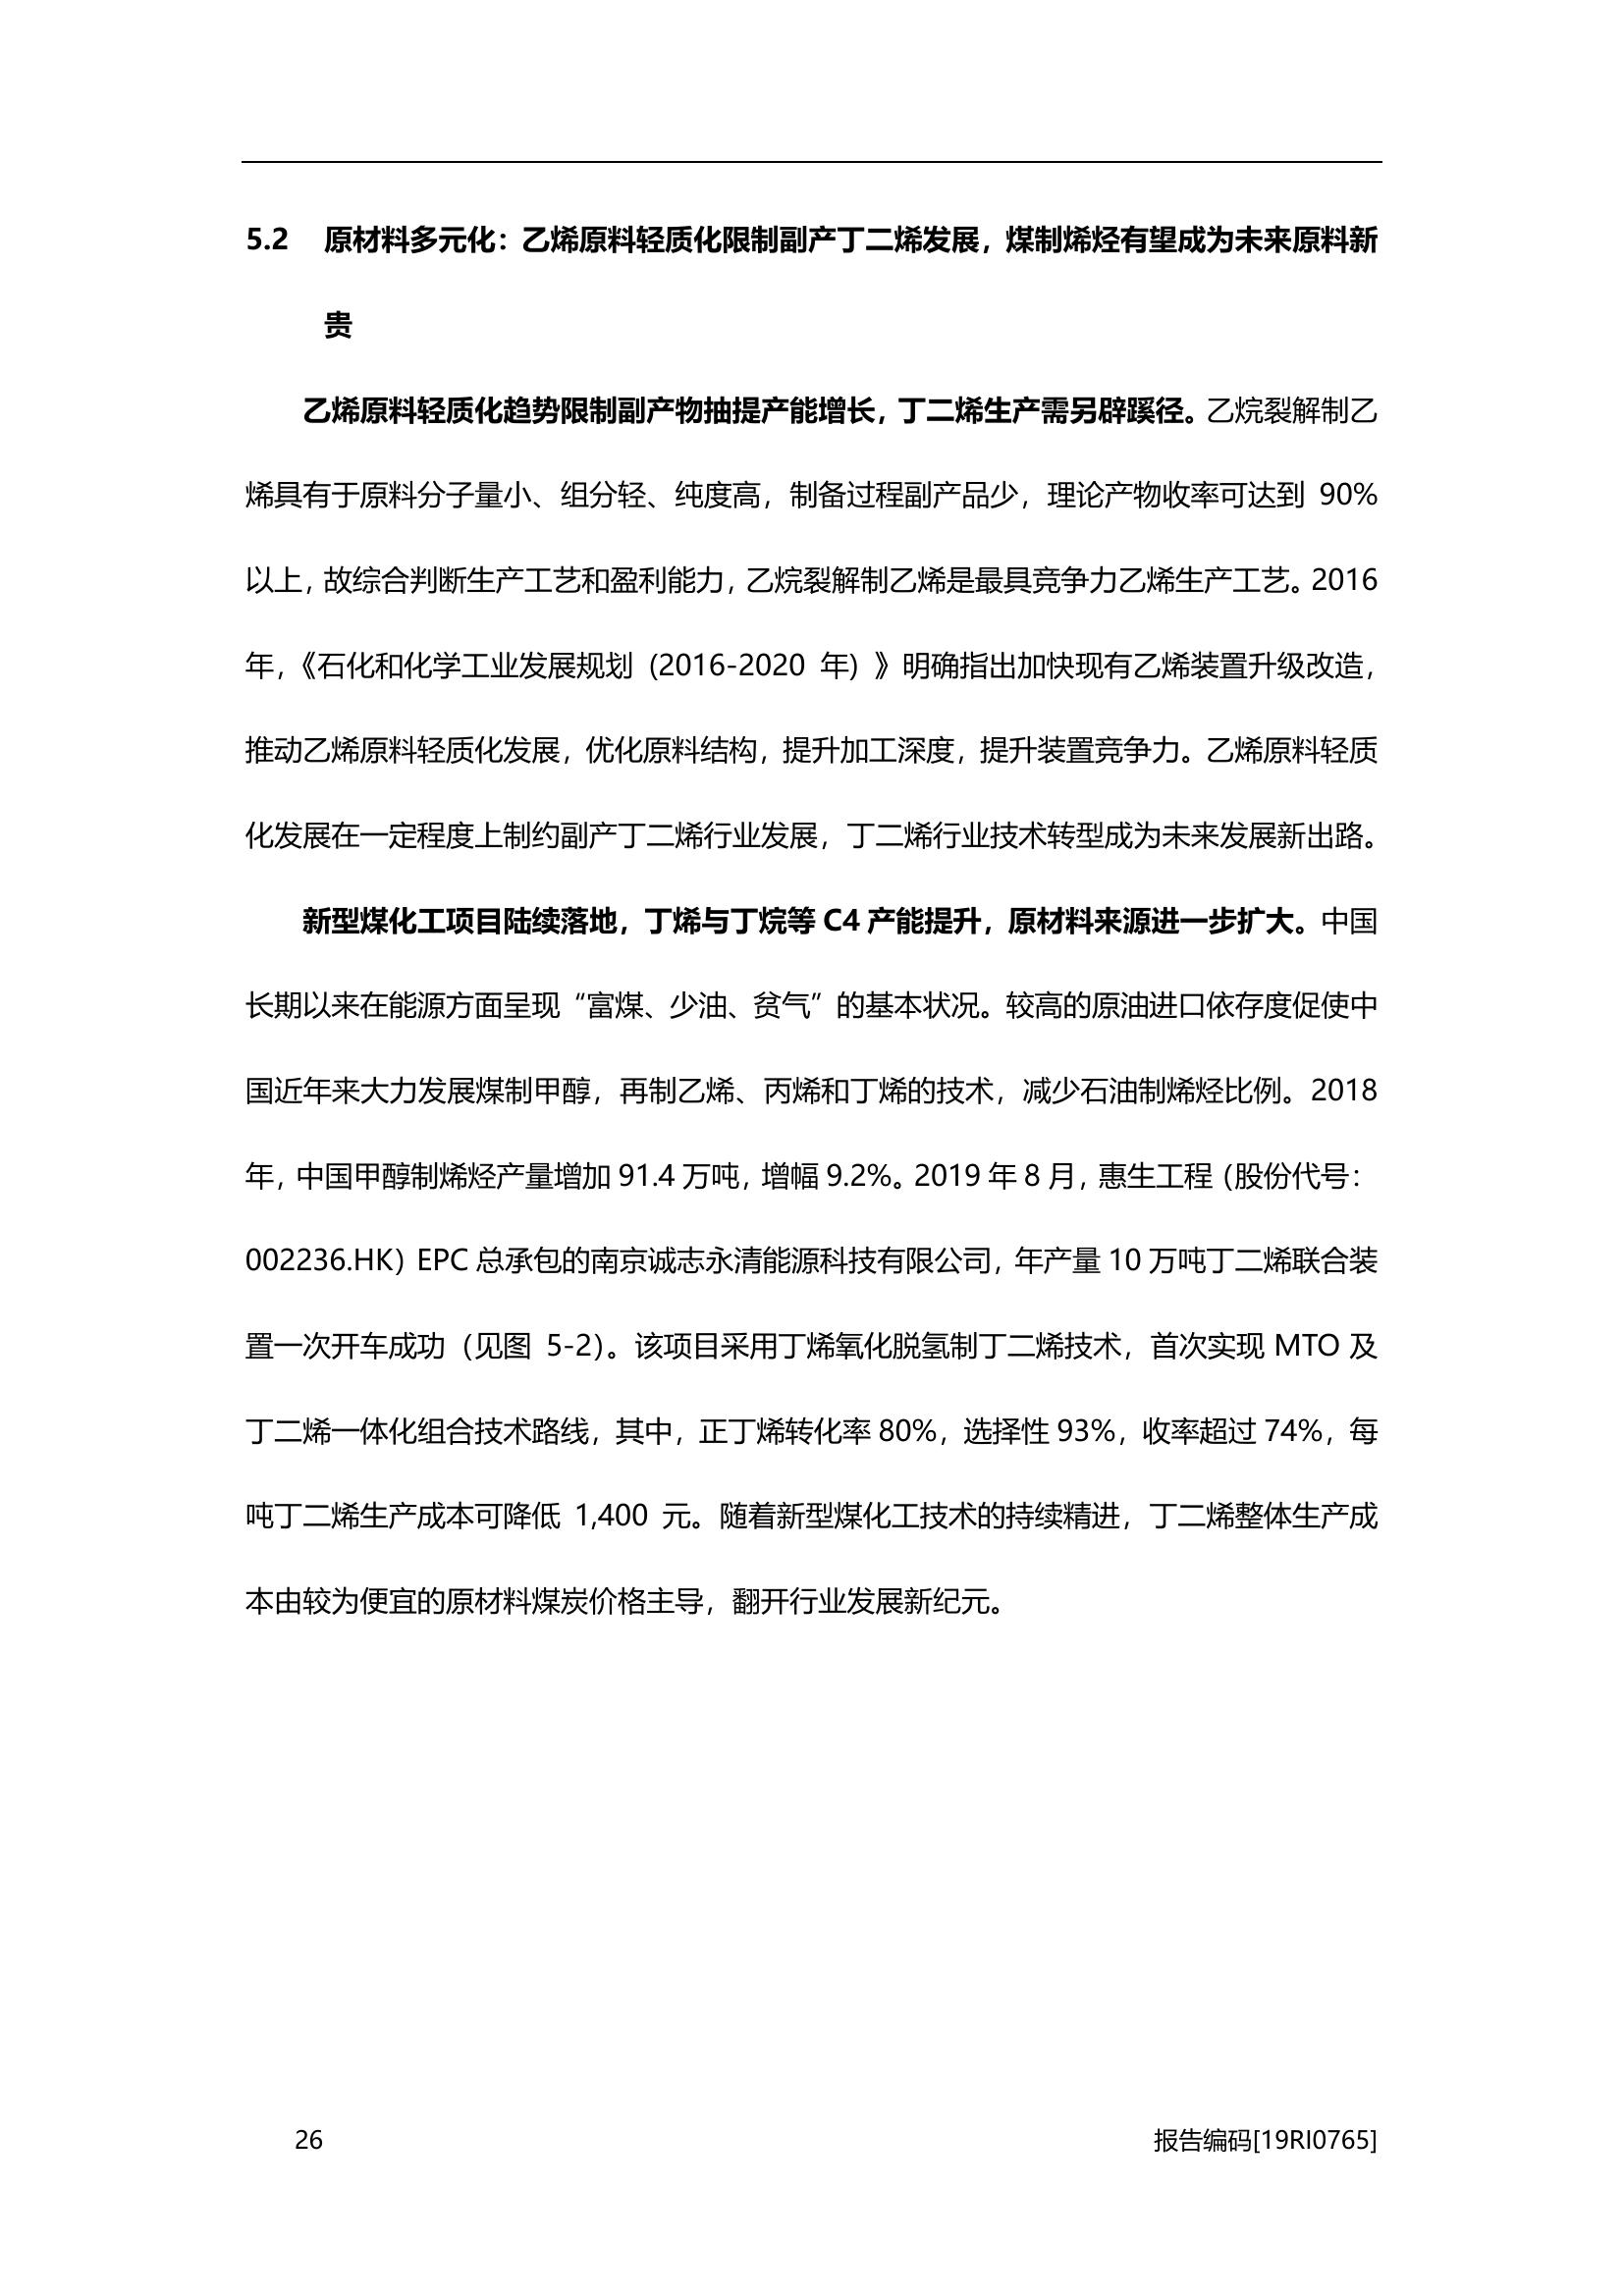 5.2 原材料多元化：乙烯原料轻质化限制副产丁二烯发展，煤制烯烃有望成为未来原料新
贵
乙烯原料轻质化趋势限制副产物抽提产能增长，丁二烯生产需另辟蹊径。乙烷裂解制乙
烯具有于原料分子量小、组分轻、纯度高，制备过程副产品少，理论产物收率可达到 90%
以上，故综合判断生产工艺和盈利能力，乙烷裂解制乙烯是最具竞争力乙烯生产工艺。2016
年，《石化和化学工业发展规划（2016-2020 年）》明确指出加快现有乙烯装置升级改造，
推动乙烯原料轻质化发展，优化原料结构，提升加工深度，提升装置竞争力。乙烯原料轻质
化发展在一定程度上制约副产丁二烯行业发展，丁二烯行业技术转型成为未来发展新出路。
新型煤化工项目陆续落地，丁烯与丁烷等 C4 产能提升，原材料来源进一步扩大。中国
长期以来在能源方面呈现“富煤、少油、贫气”的基本状况。较高的原油进口依存度促使中
国近年来大力发展煤制甲醇，再制乙烯、丙烯和丁烯的技术，减少石油制烯烃比例。2018
年，中国甲醇制烯烃产量增加 91.4 万吨，增幅 9.2%。2019 年 8 月，惠生工程（股份代号：
002236.HK）EPC 总承包的南京诚志永清能源科技有限公司，年产量 10 万吨丁二烯联合装
置一次开车成功（见图 5-2）。该项目采用丁烯氧化脱氢制丁二烯技术，首次实现 MTO 及
丁二烯一体化组合技术路线，其中，正丁烯转化率 80%，选择性 93%，收率超过 74%，每
吨丁二烯生产成本可降低 1,400 元。随着新型煤化工技术的持续精进，丁二烯整体生产成
本由较为便宜的原材料煤炭价格主导，翻开行业发展新纪元。
26 报告编码[19RI0765]